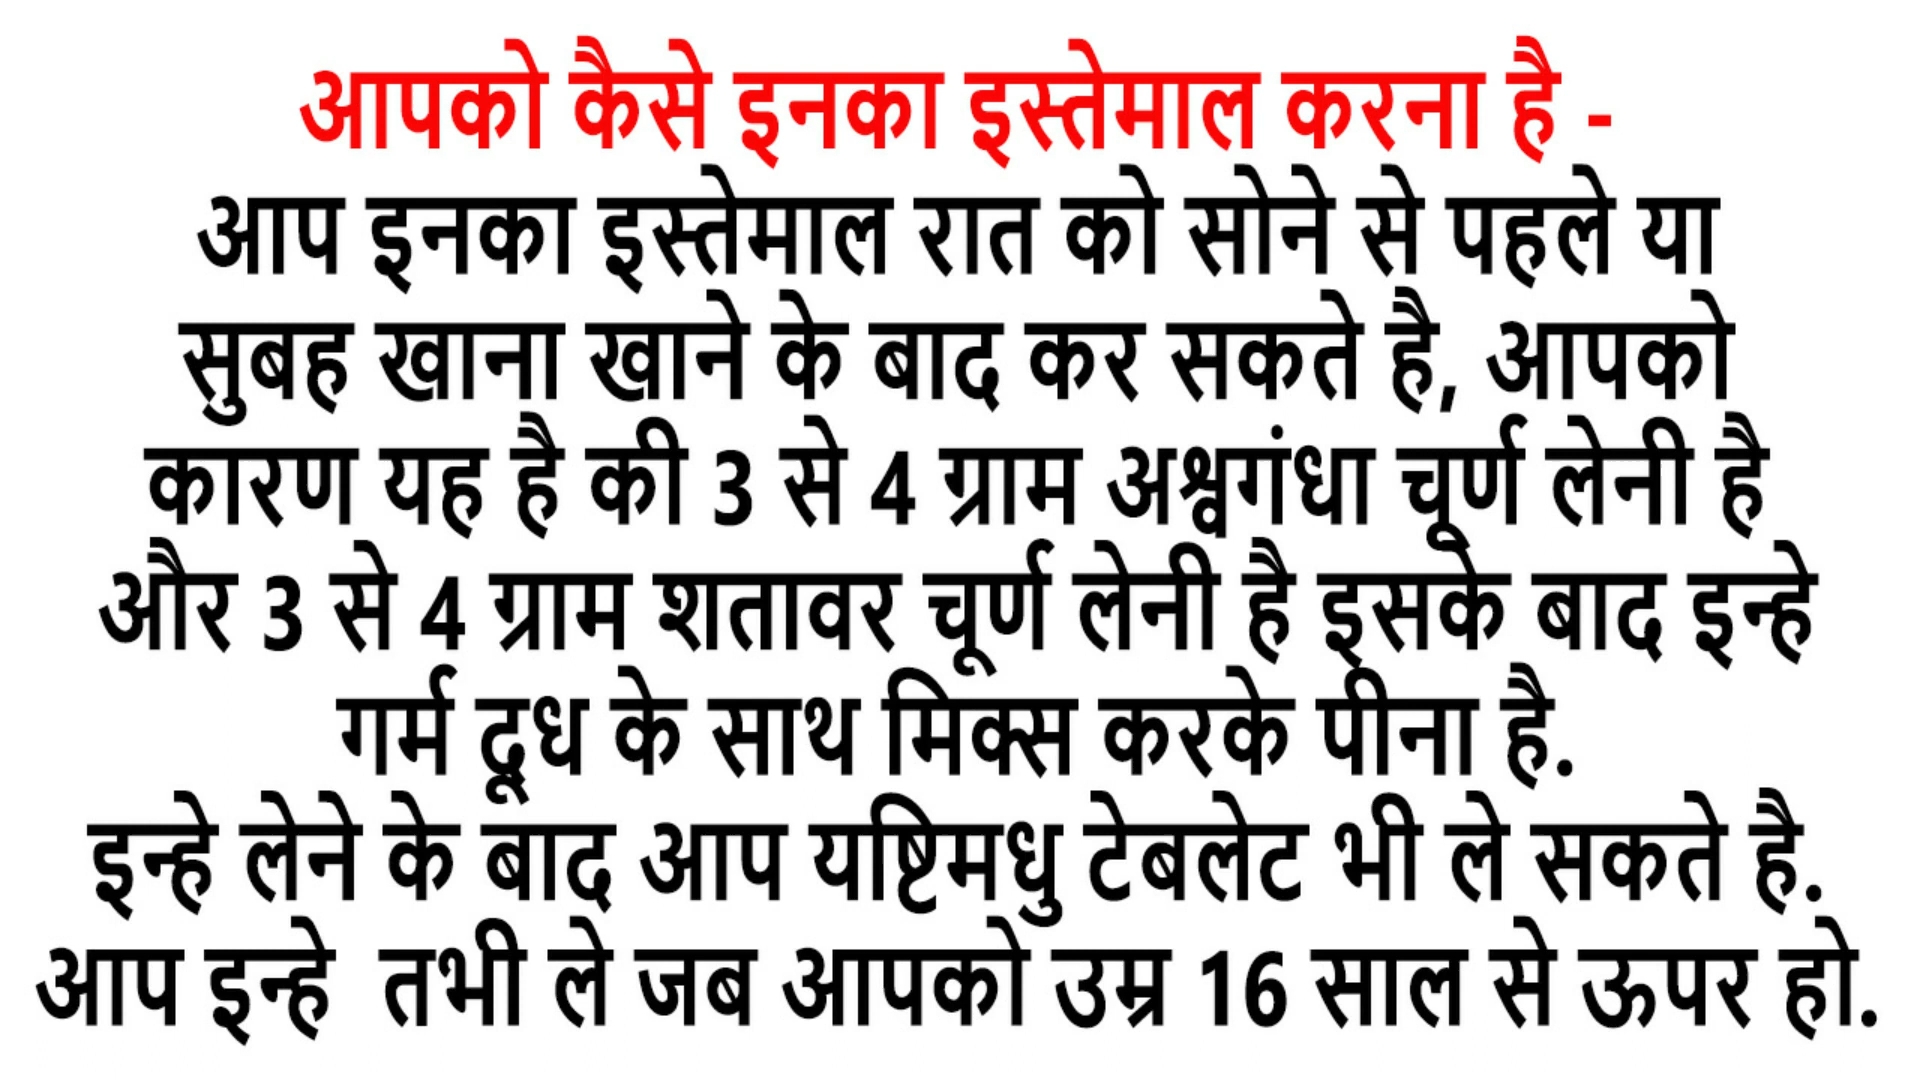 आपको कैसे इनका इस्तेमाल करना है -
आप इनका इस्तेमाल रात को सोने से पहले या
सुबह खाना खाने के बाद कर सकते है, आपको
कारण यह है की 3 से 4 ग्राम अश्वगंधा चूर्ण लेनी है
और 3 से 4 ग्राम शतावर चूर्ण लेनी है इसके बाद इन्हे
गर्म दूध के साथ मिक्स करके पीना है.
इन्हे लेने के बाद आप यष्टिमधु टेबलेट भी ले सकते है.
आप इन्हे  तभी ले जब आपको उम्र 16 साल से ऊपर हो.